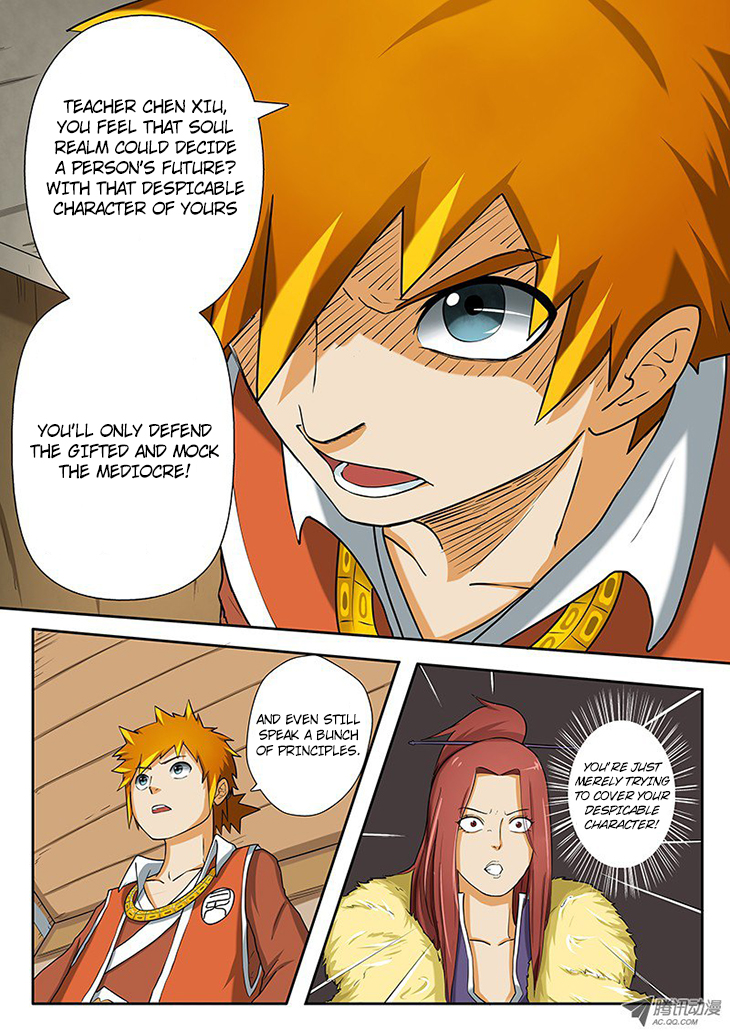 TEACHER CHEN XIU,
YOU FEEL THAT SOUL
REALM COULD DECIDE
A PERSON'S FUTURE?
WITH THAT DESPICABLE
CHARACTER OF YOURS
YOU'LL ONLY DEFEND
THE GIFTED AND MOCK
THE MEDIOCRE!
AND EVEN STILL
SPEAK A BUNCH
OF PRINCIPLES.
YOU'RE JUST
MERELY TRYING
TO COVER YOUR
DESPICABLE
CHARACTER!
腾讯动漫
AC.QQ.COM